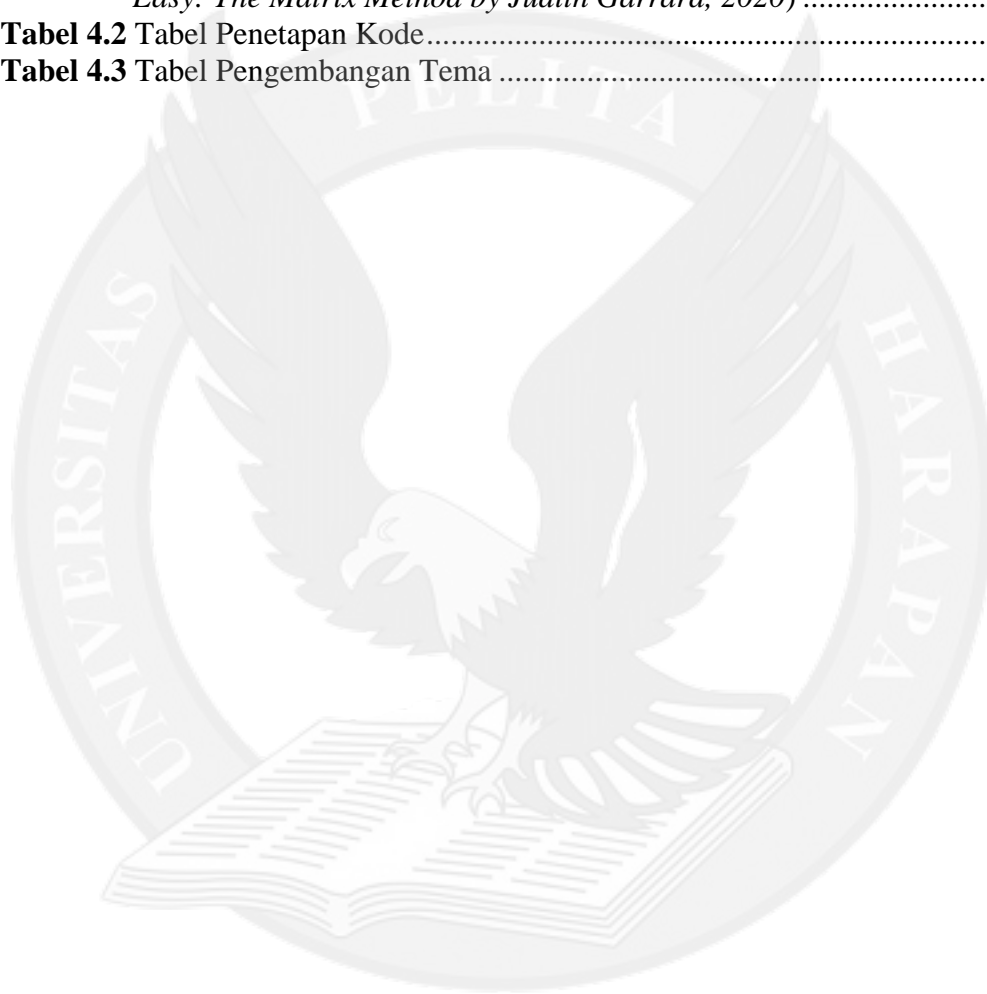 Easy: The Matrix Method by Judith Garrard, 2020) ........................
Tabel 4.2 Tabel Penetapan Kode.........................................................................
Tabel 4.3 Tabel Pengembangan Tema ................................................................
UNIVERSITAS PELITA HARAPAN